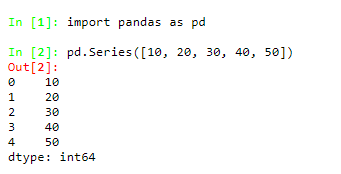 In [1]: import pandas as pd
In [2]: pd.Series([10, 20, 30, 40, 50])
Out[2]:
0    10
1    20
2    30
3    40
4    50
dtype: int64